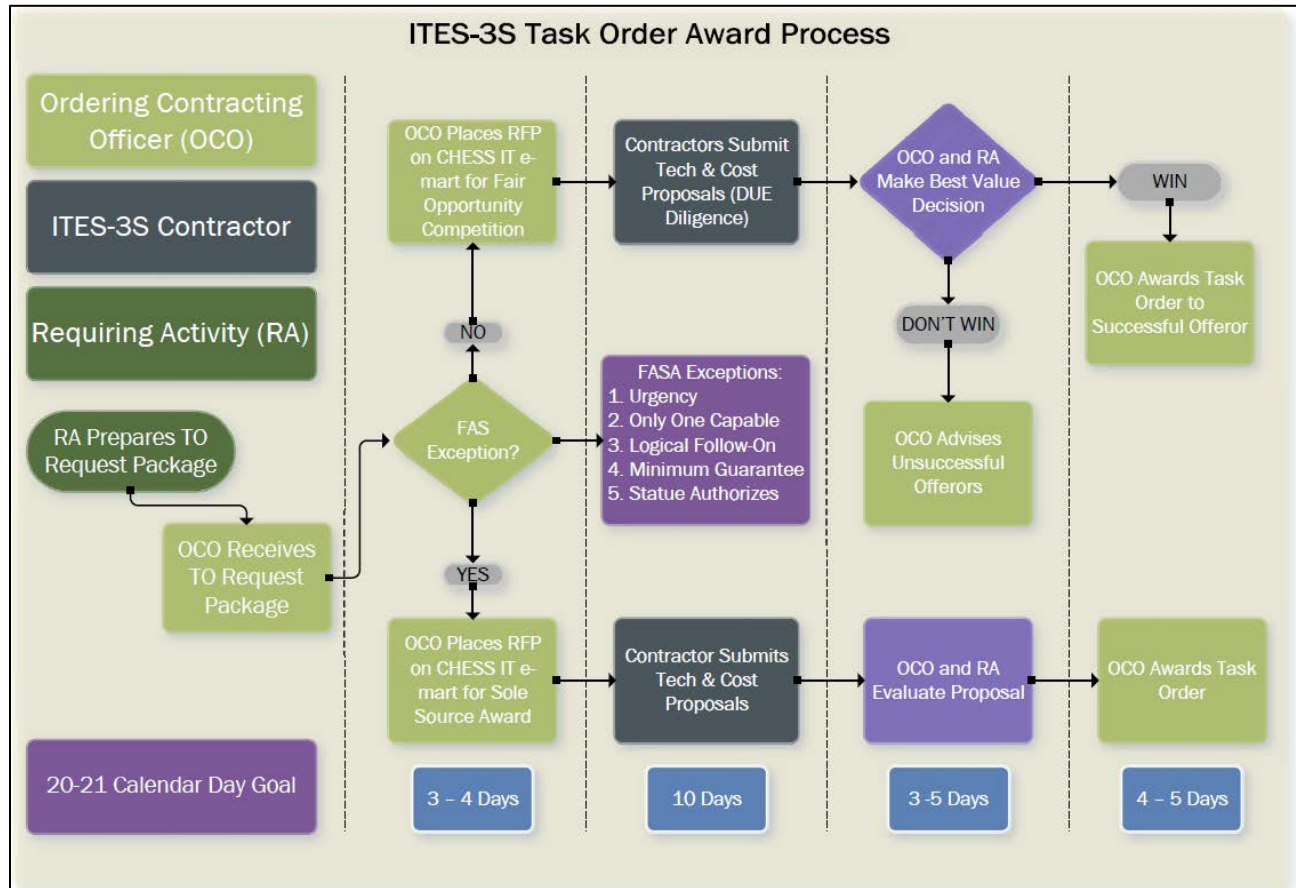 ITES-3S Task Order Award Process
Ordering Contracting
Officer (OCO)
ITES-3S Contractor
Requiring Activity (RA)
RA Prepares TO
Request Package
OCO Receives
TO Request
Package
20-21 Calendar Day Goal
OCO Places RFP
on CHESS IT e-
mart for Fair
Opportunity
Competition
NO
FAS
Exception?
YES
OCO Places RFP
on CHESS IT e-
mart for Sole
Source Award
3 – 4 Days
Contractors Submit
Tech & Cost
Proposals (DUE
Diligence)
FASA Exceptions:
1. Urgency
2. Only One Capable
3. Logical Follow-On
4. Minimum Guarantee
5. Statue Authorizes
Contractor Submits
Tech & Cost
Proposals
10 Days
OCO and RA
Make Best Value
Decision
DON'T WIN
OCO Advises
Unsuccessful
Offerors
OCO and RA
Evaluate Proposal
3 -5 Days
WIN
OCO Awards Task
Order to
Successful Offeror
OCO Awards Task
Order
4 – 5 Days